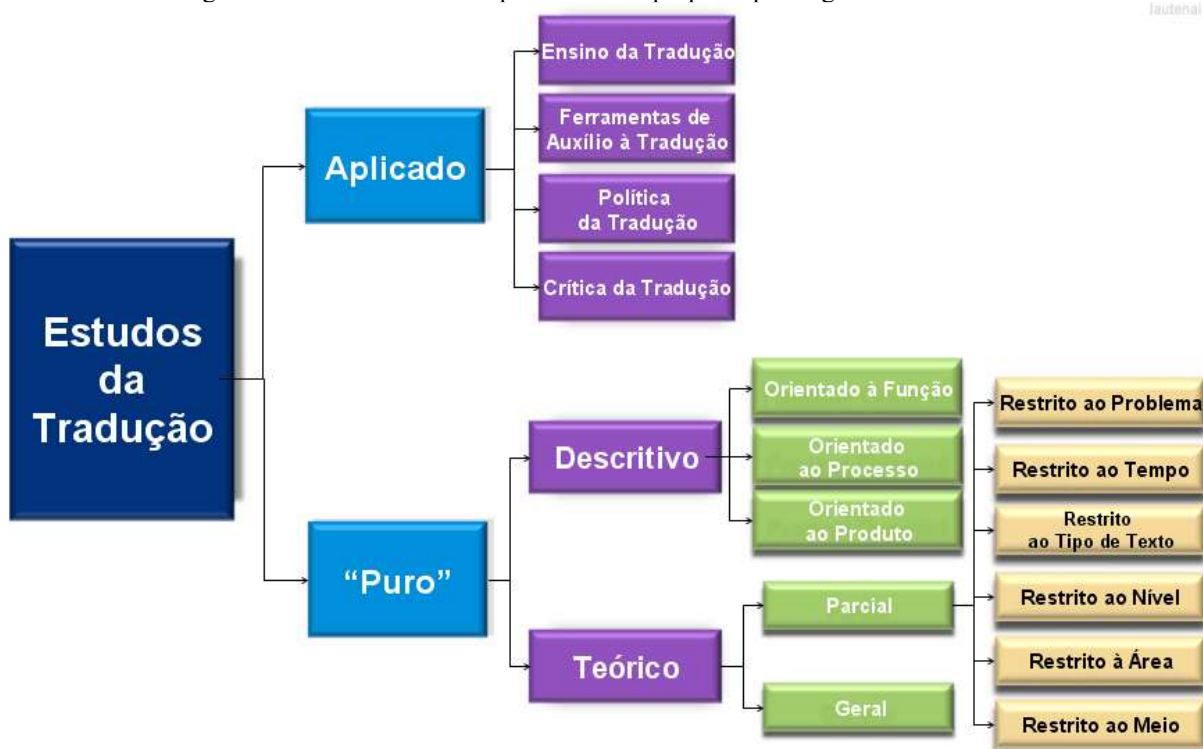 lautenai
Ensino da Tradução
Ferramentas de
Auxílio à Tradução
Aplicado
Política
da Tradução
Crítica da Tradução
Estudos
da
Tradução
Orientado à Função
Restrito ao Problema
Descritivo
Orientado
ao Processo
Restrito ao Tempo
Orientado
ao Produto
Restrito
ao Tipo de Texto
“Puro”
Parcial
Restrito ao Nível
Teórico
Restrito à Área
Geral
Restrito ao Meio